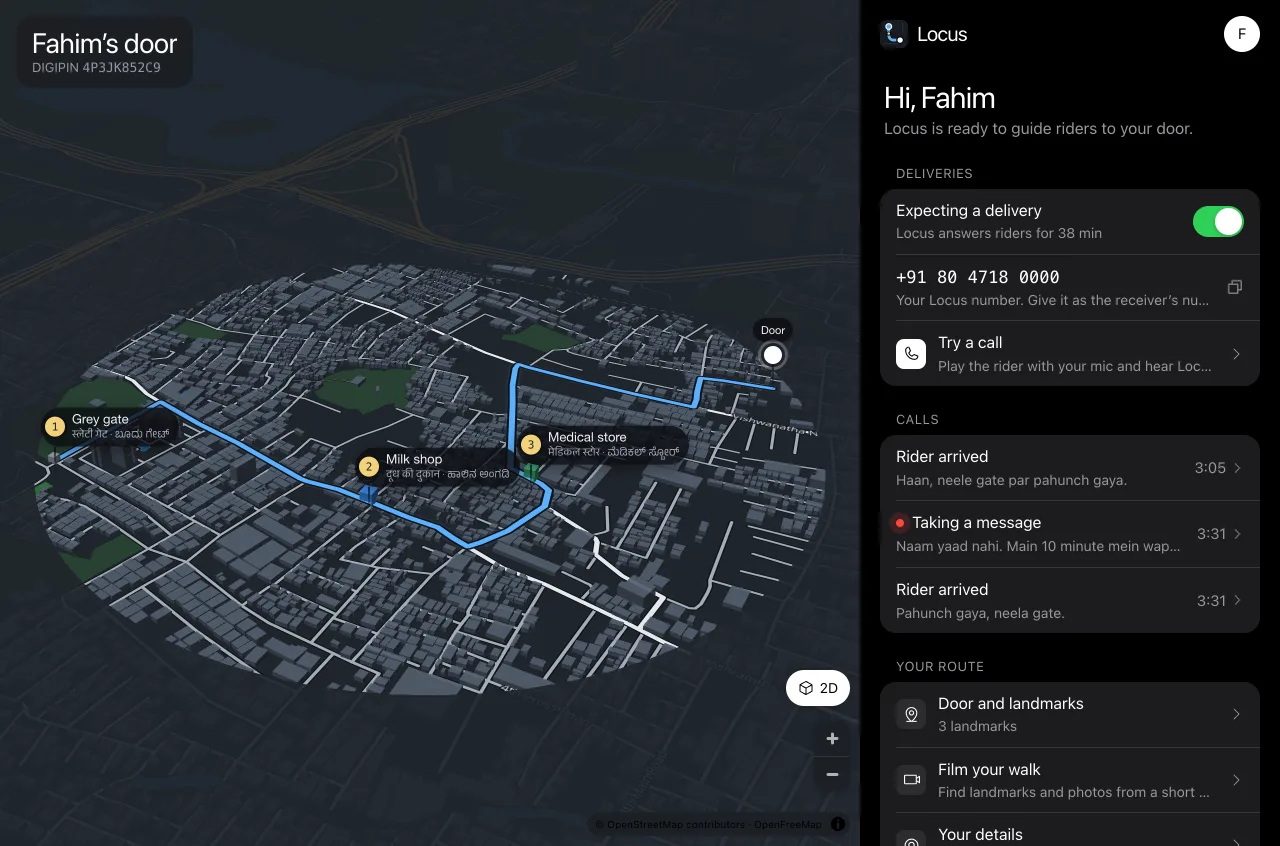 Fahim's door
DIGIPIN 4P3JK852C9
Door
1
Grey gate
स्लेटी गेट · ಬೂದು ಗೇಟ್
2
Milk shop
दूध की दुकान · ಹಾಲಿನ ಅಂಗಡಿ
3
Medical store
मेडिकल स्टोर · ಮೆಡಿಕಲ್ ಸ್ಟೋರ್
2D
+
−
© OpenStreetMap contributors · OpenFreeMap
Locus
F
Hi, Fahim
Locus is ready to guide riders to your door.
DELIVERIES
Expecting a delivery
Locus answers riders for 38 min
+91 80 4718 0000
Your Locus number. Give it as the receiver's nu...
Try a call
Play the rider with your mic and hear Loc...
CALLS
Rider arrived
3:05
Haan, neele gate par pahunch gaya.
Taking a message
3:31
Naam yaad nahi. Main 10 minute mein wap...
Rider arrived
3:31
Pahunch gaya, neela gate.
YOUR ROUTE
Door and landmarks
3 landmarks
Film your walk
Find landmarks and photos from a short ...
Your details